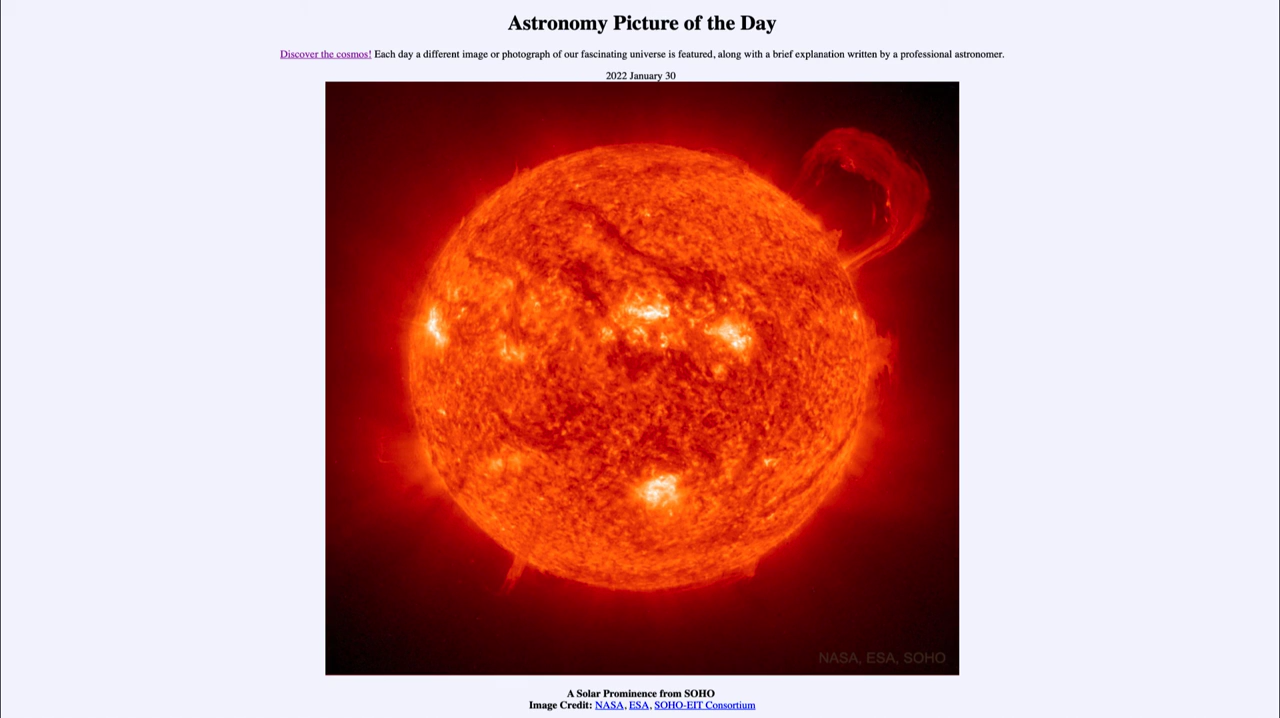 Astronomy Picture of the Day
Discover the cosmos! Each day a different image or photograph of our fascinating universe is featured, along with a brief explanation written by a professional astronomer.
2022 January 30
NASA, ESA, SOHO
A Solar Prominence from SOHO
Image Credit: NASA, ESA, SOHO-EIT Consortium